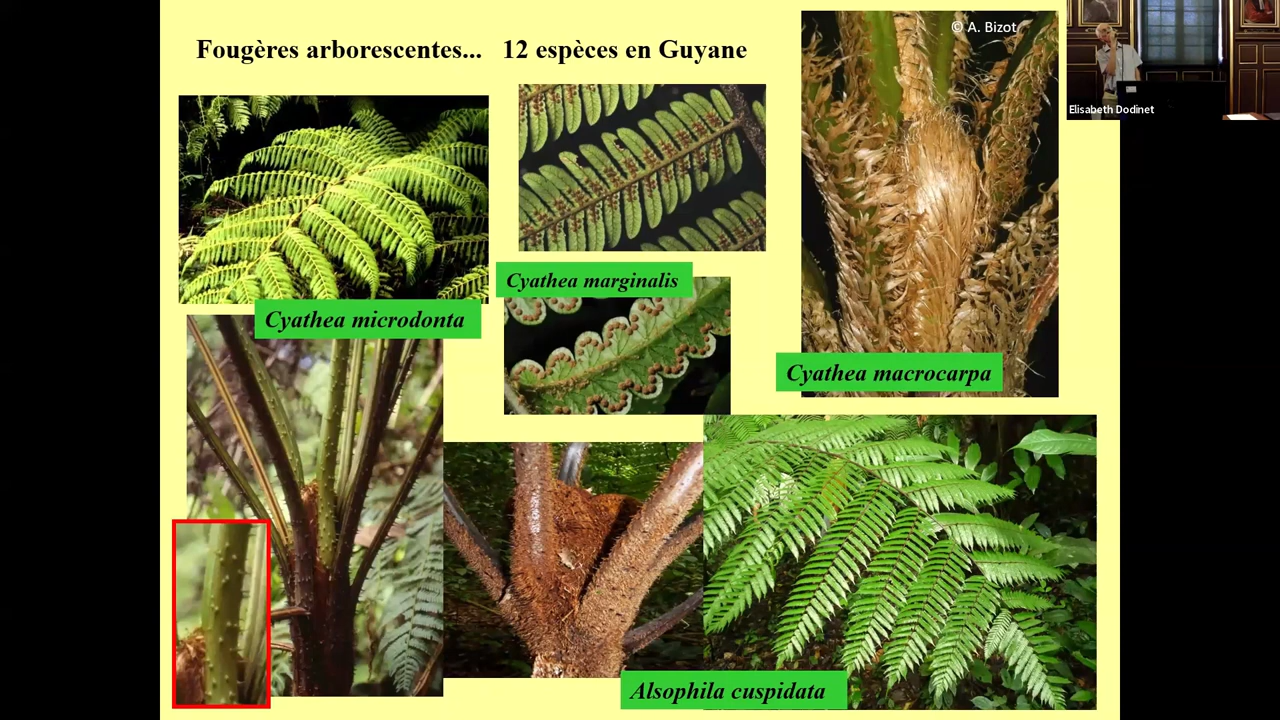 Fougères arborescentes... 12 espèces en Guyane
© A. Bizot
Elisabeth Dodinet
Cyathea marginalis
Cyathea microdonta
Cyathea macrocarpa
Alsophila cuspidata